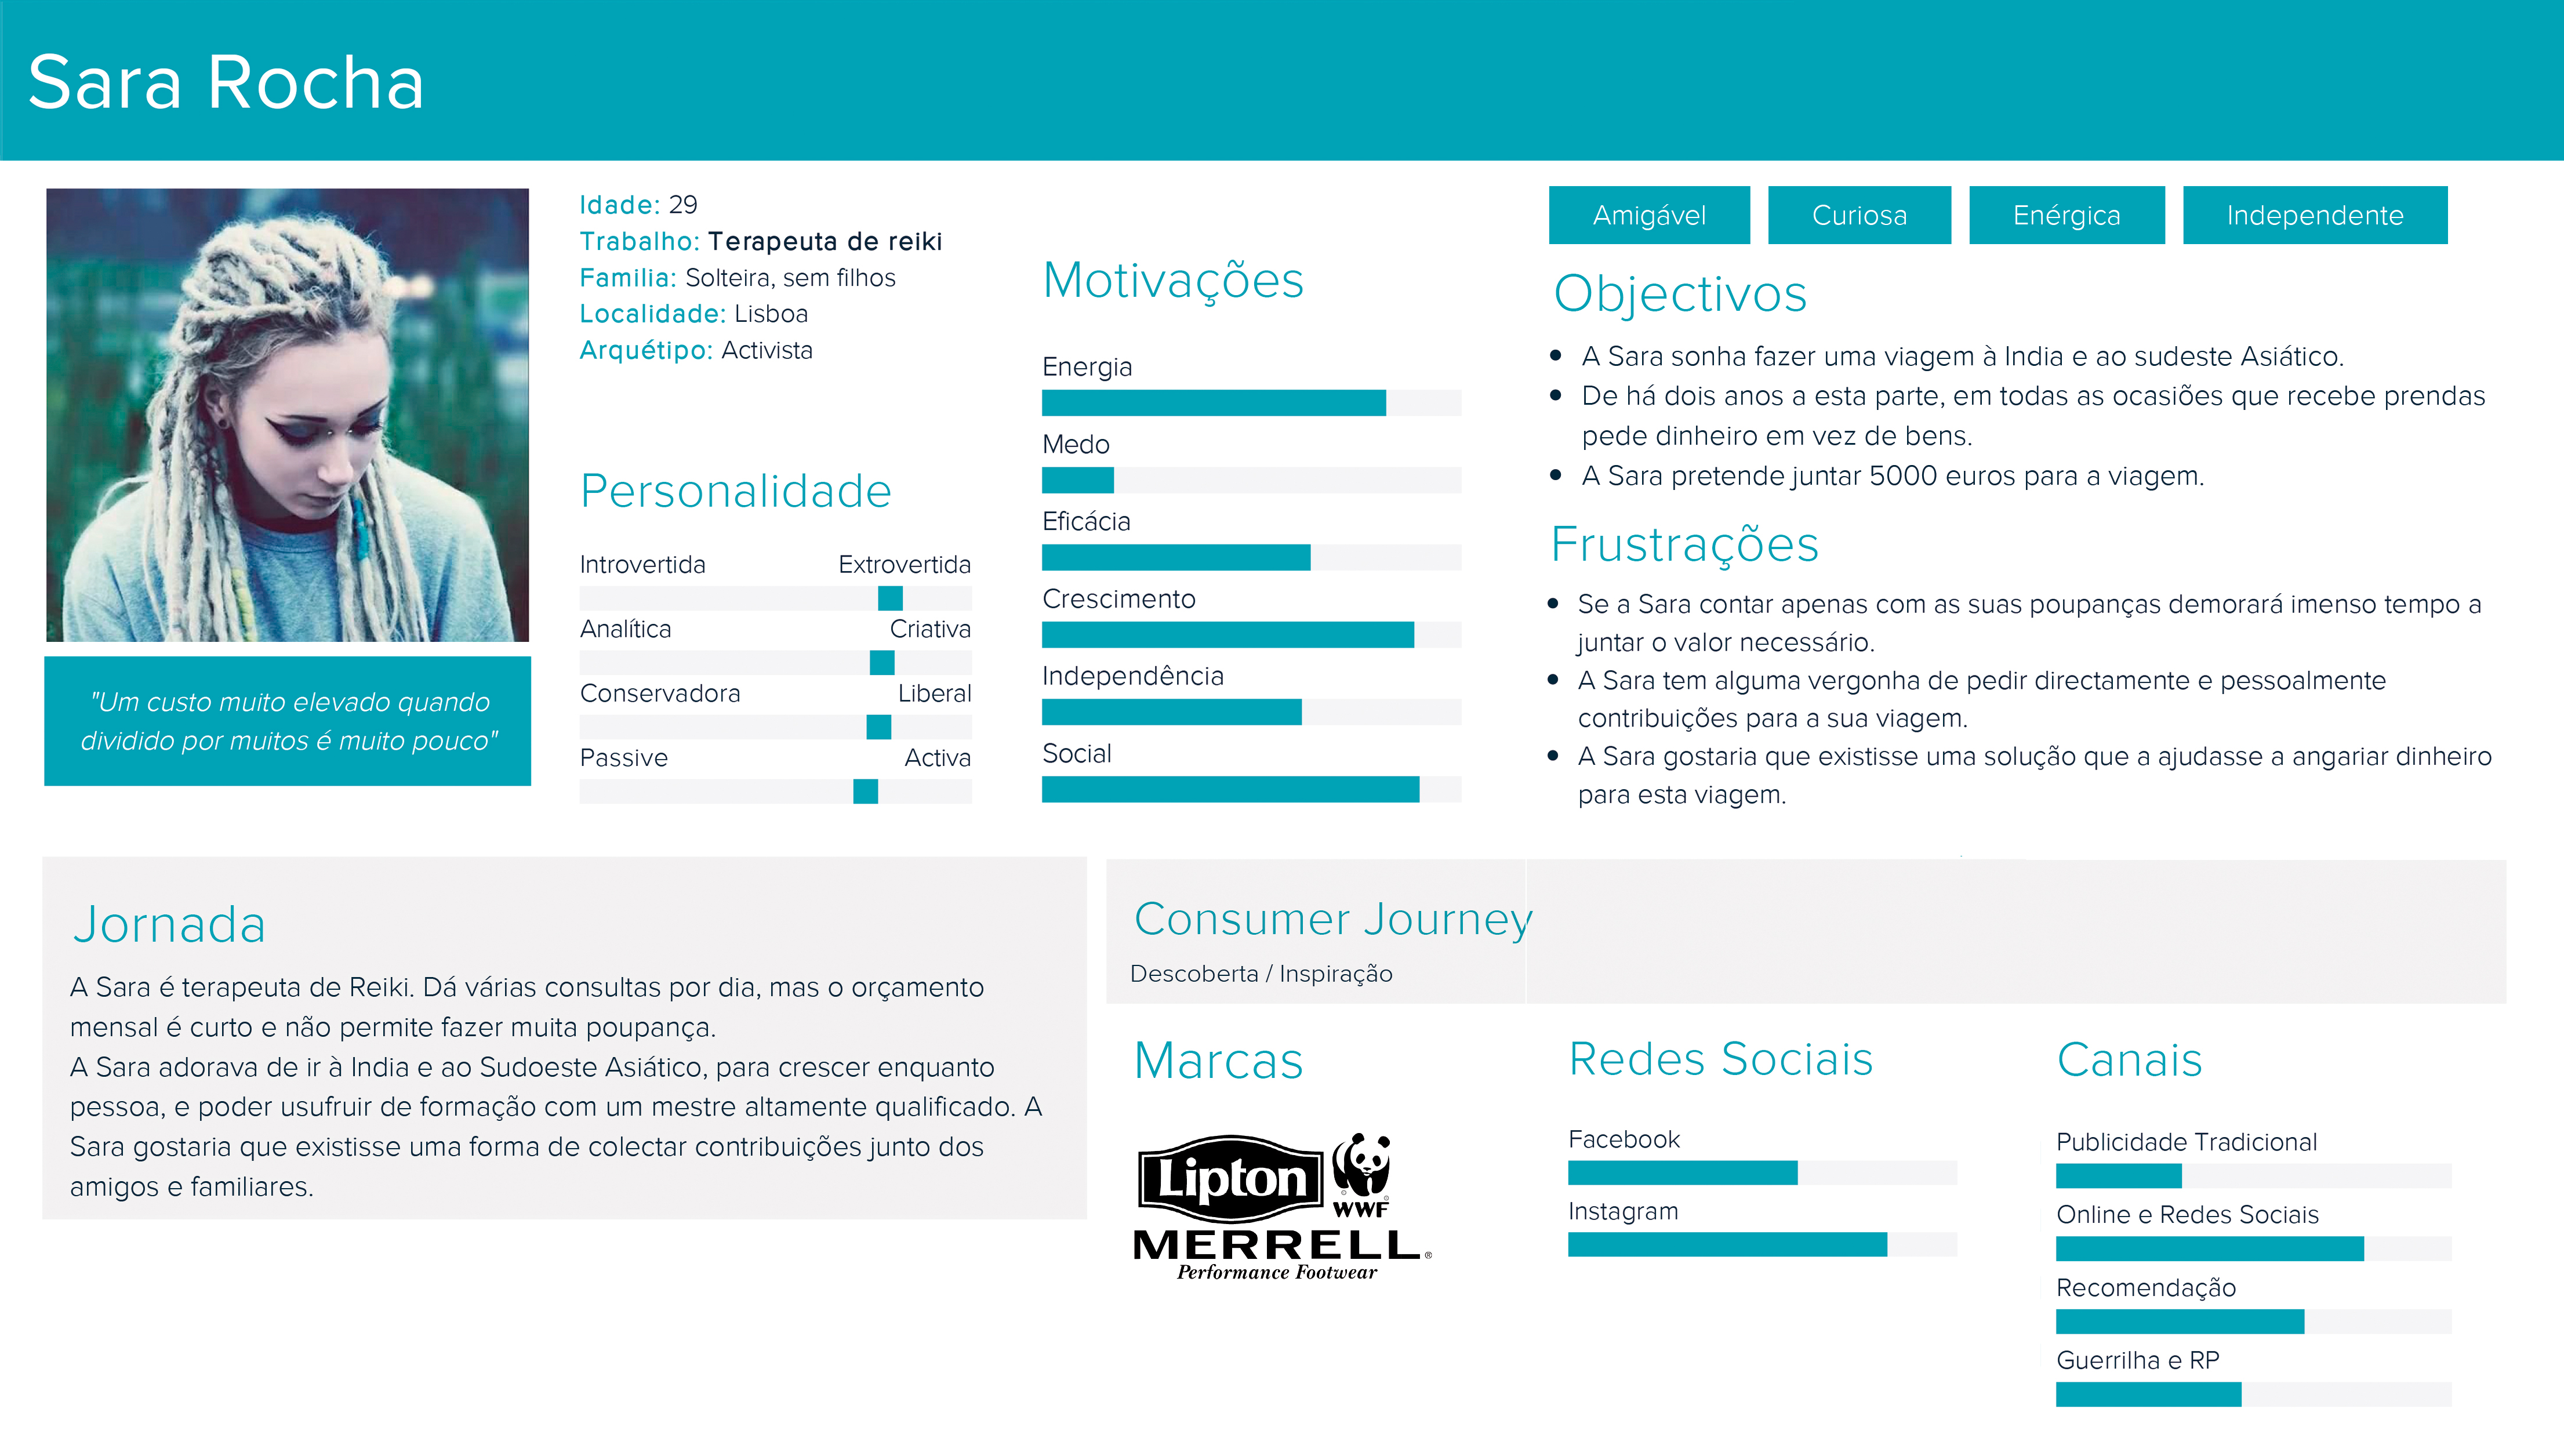 Sara Rocha
Idade: 29
Trabalho: Terapeuta de reiki
Familia: Solteira, sem filhos
Localidade: Lisboa
Arquétipo: Activista
"Um custo muito elevado quando
dividido por muitos é muito pouco"
Personalidade
Introvertida Extrovertida
Analítica Criativa
Conservadora Liberal
Passive Activa
Motivações
Energia
Medo
Eficácia
Crescimento
Independência
Social
Amigável Curiosa Enérgica Independente
Objectivos
• A Sara sonha fazer uma viagem à India e ao sudeste Asiático.
• De há dois anos a esta parte, em todas as ocasiões que recebe prendas
pede dinheiro em vez de bens.
• A Sara pretende juntar 5000 euros para a viagem.
Frustrações
• Se a Sara contar apenas com as suas poupanças demorará imenso tempo a
juntar o valor necessário.
• A Sara tem alguma vergonha de pedir directamente e pessoalmente
contribuições para a sua viagem.
• A Sara gostaria que existisse uma solução que a ajudasse a angariar dinheiro
para esta viagem.
Jornada
A Sara é terapeuta de Reiki. Dá várias consultas por dia, mas o orçamento
mensal é curto e não permite fazer muita poupança.
A Sara adorava de ir à India e ao Sudoeste Asiático, para crescer enquanto
pessoa, e poder usufruir de formação com um mestre altamente qualificado. A
Sara gostaria que existisse uma forma de colectar contribuições junto dos
amigos e familiares.
Consumer Journey
Descoberta / Inspiração
Marcas
Lipton
WWF
MERRELL®
Performance Footwear
Redes Sociais
Facebook
Instagram
Canais
Publicidade Tradicional
Online e Redes Sociais
Recomendação
Guerrilha e RP